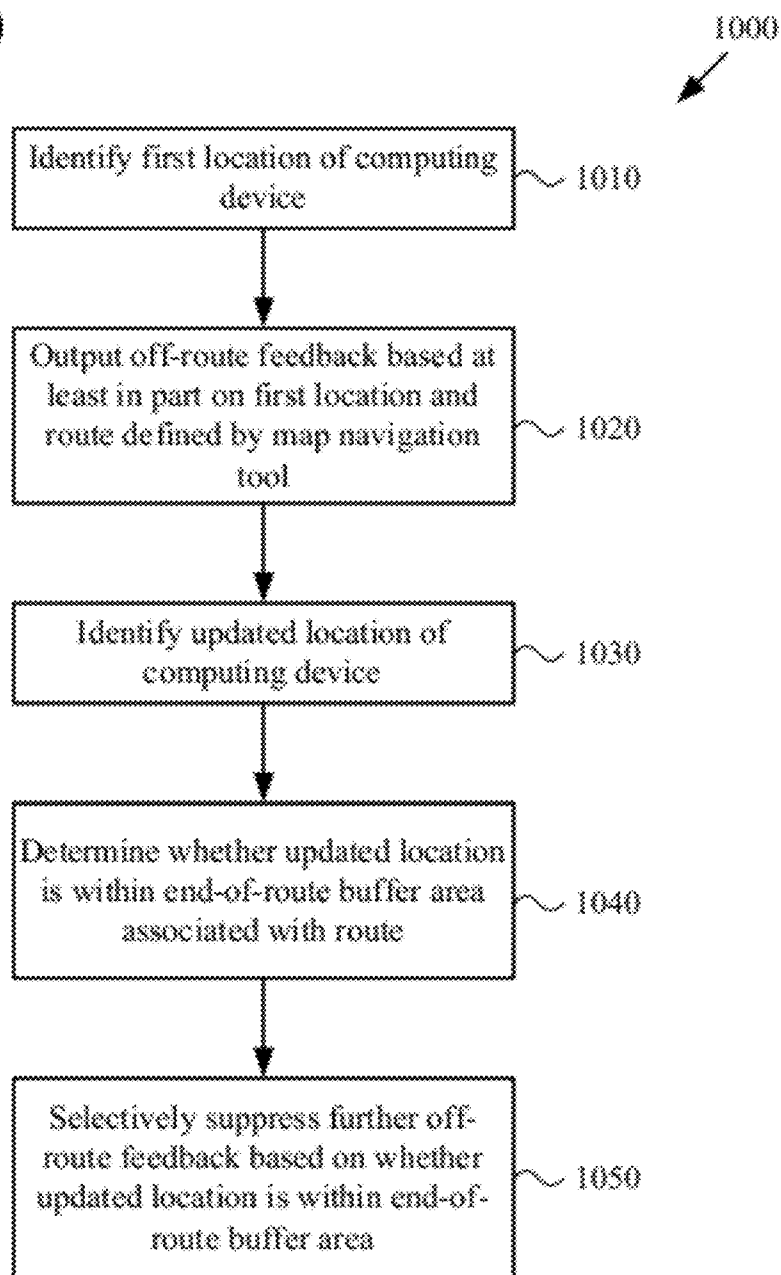 1000
Identify first location of computing
device
1010
Output off-route feedback based at
least in part on first location and
route defined by map navigation
tool
1020
Identify updated location of
computing device
1030
Determine whether updated location
is within end-of-route buffer area
associated with route
1040
Selectively suppress further off-
route feedback based on whether
updated location is within end-of-
route buffer area
1050